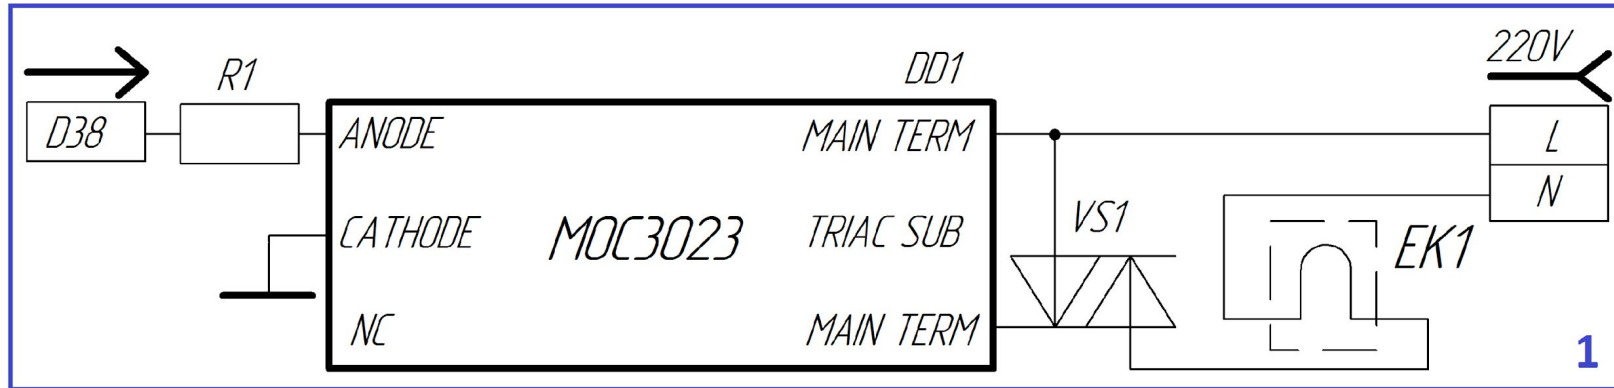 220V
R1
DD1
D38
ANODE
MAIN TERM
L
N
CATHODE
MOC3023
TRIAC SUB
VS1
EK1
NC
MAIN TERM
1